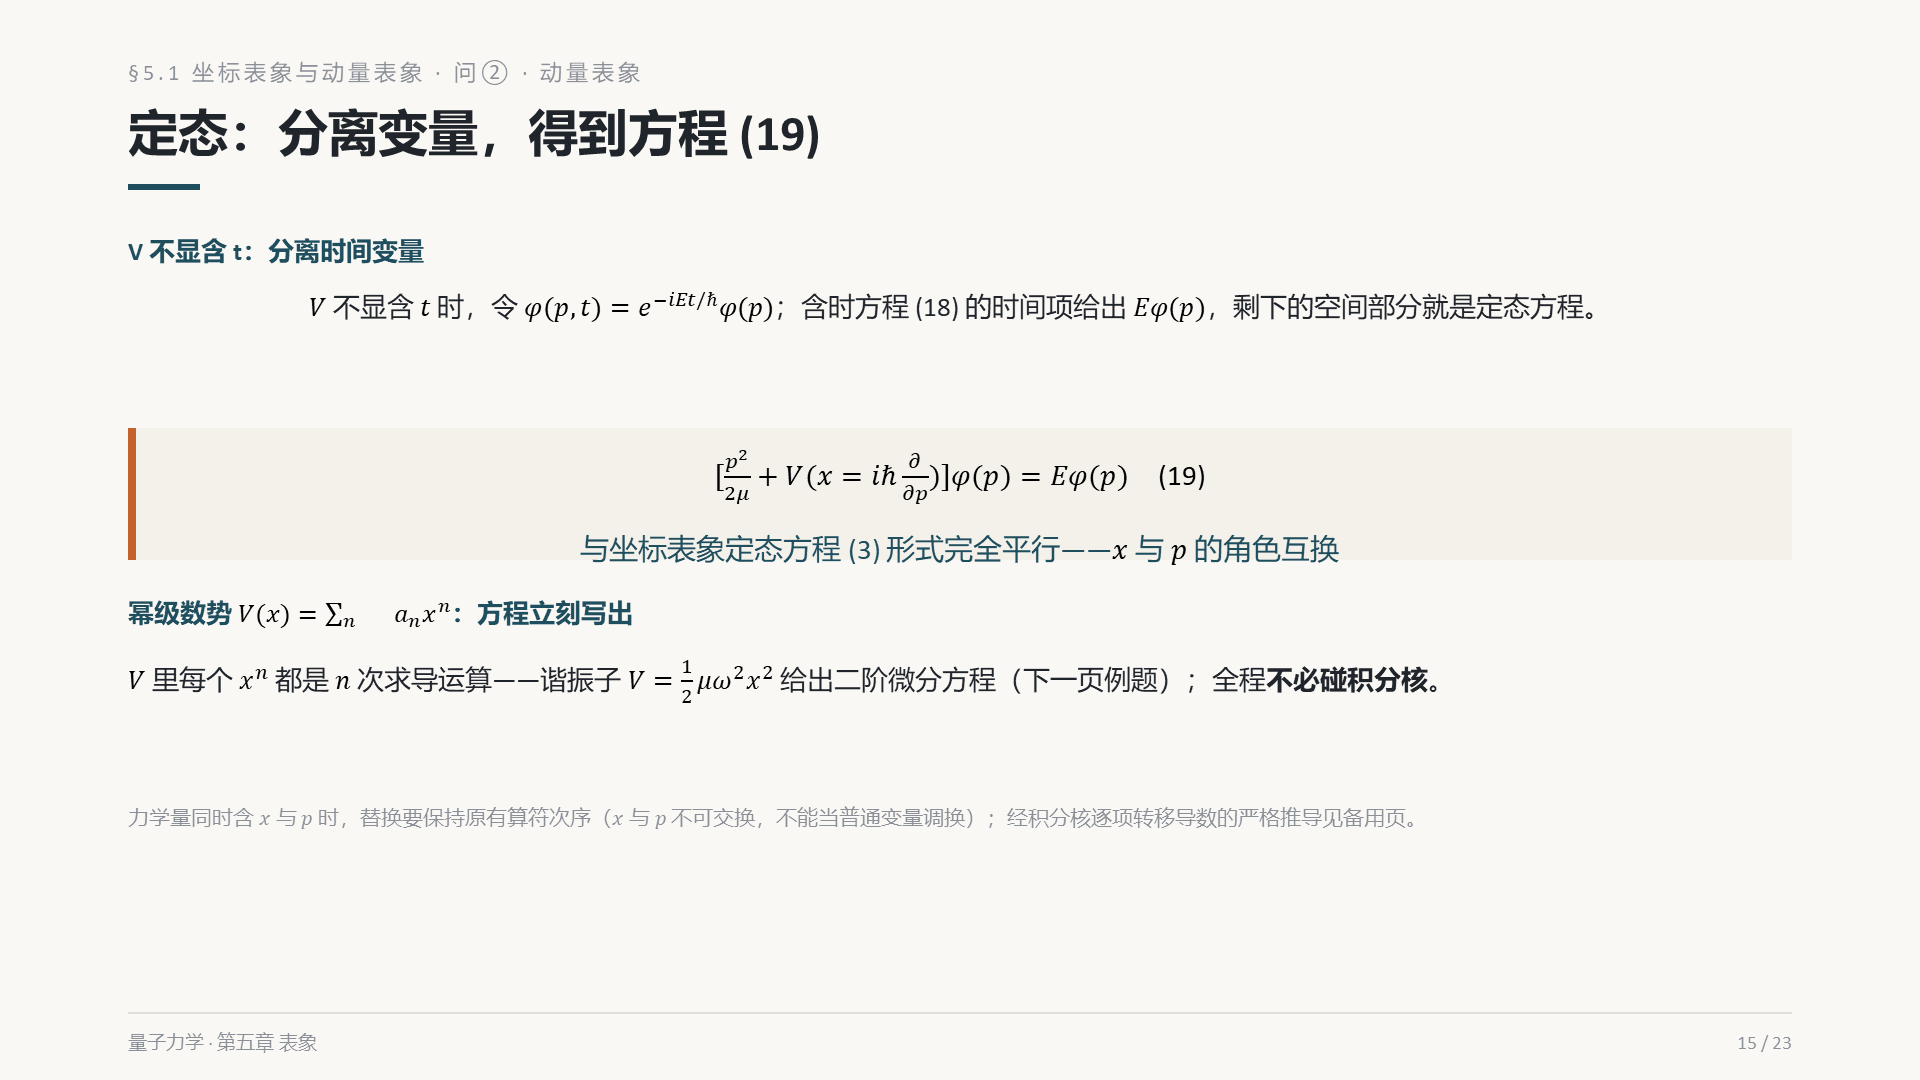 §5.1 坐标表象与动量表象 · 问② · 动量表象
定态：分离变量，得到方程 (19)
V 不显含 t：分离时间变量
V 不显含 t 时，令 φ(p,t) = e^{−iEt/ℏ}φ(p)；含时方程 (18) 的时间项给出 Eφ(p)，剩下的空间部分就是定态方程。
[\frac{p^2}{2μ} + V(x = iℏ\frac{∂}{∂p})]φ(p) = Eφ(p) (19)
与坐标表象定态方程 (3) 形式完全平行——x 与 p 的角色互换
幂级数势 V(x) = ∑_n a_n x^n：方程立刻写出
V 里每个 x^n 都是 n 次求导运算——谐振子 V = \frac{1}{2}μω^2x^2 给出二阶微分方程（下一页例题）；全程不必碰积分核。
力学量同时含 x 与 p 时，替换要保持原有算符次序（x 与 p 不可交换，不能当普通变量调换）；经积分核逐项转移导数的严格推导见备用页。
量子力学 · 第五章 表象
15 / 23